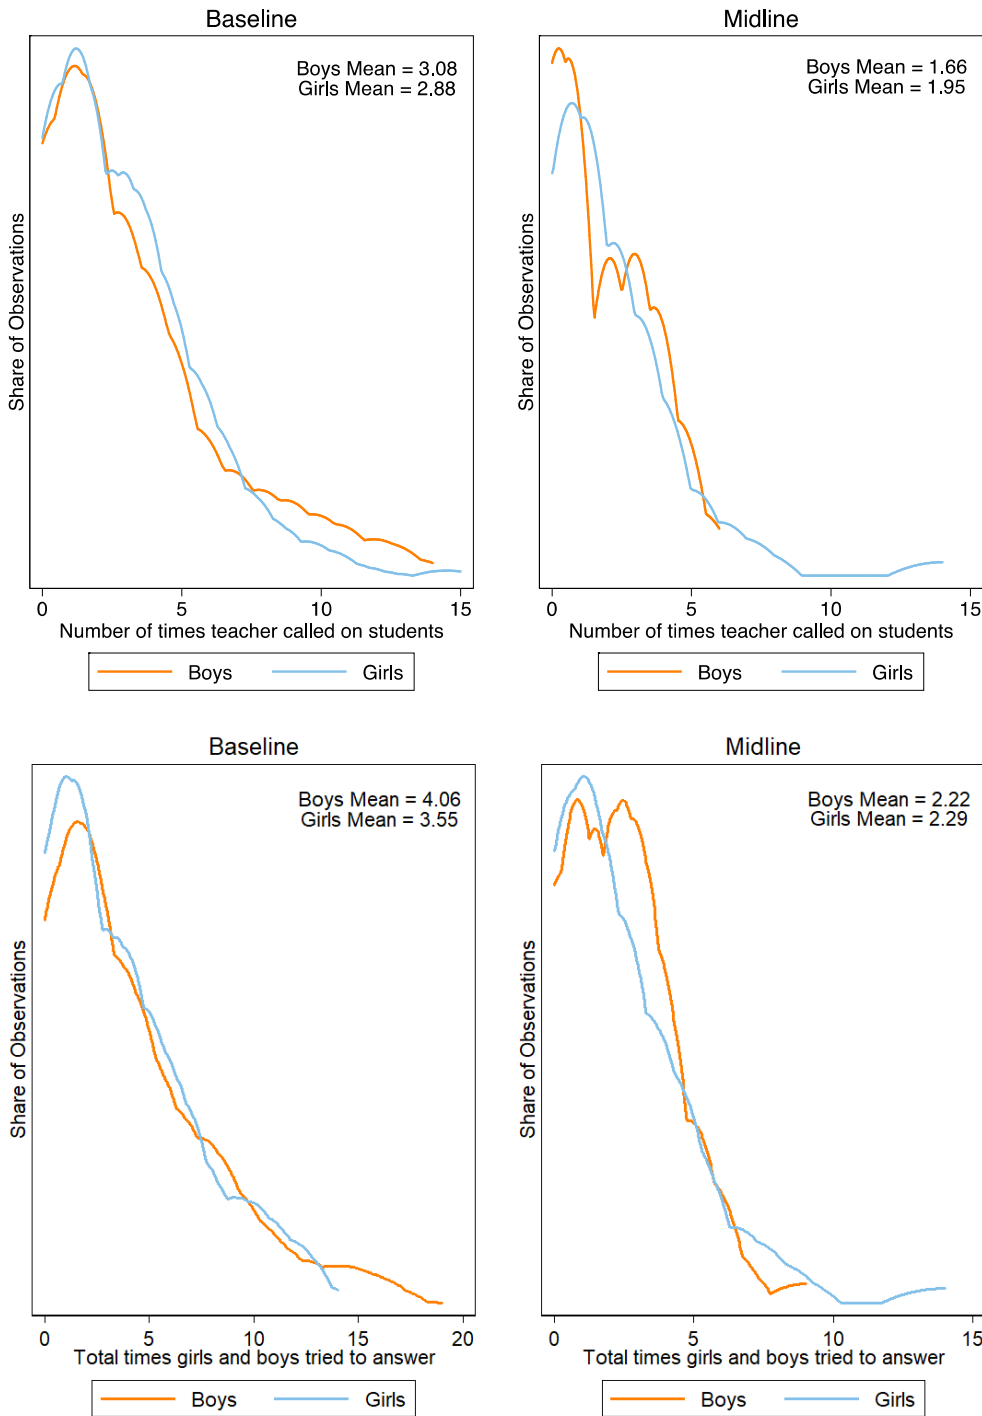 Baseline
Boys Mean = 3.08
Girls Mean = 2.88
Share of Observations
0 5 10 15
Number of times teacher called on students
Boys Girls
Midline
Boys Mean = 1.66
Girls Mean = 1.95
Share of Observations
0 5 10 15
Number of times teacher called on students
Boys Girls
Baseline
Boys Mean = 4.06
Girls Mean = 3.55
Share of Observations
0 5 10 15 20
Total times girls and boys tried to answer
Boys Girls
Midline
Boys Mean = 2.22
Girls Mean = 2.29
Share of Observations
0 5 10 15
Total times girls and boys tried to answer
Boys Girls